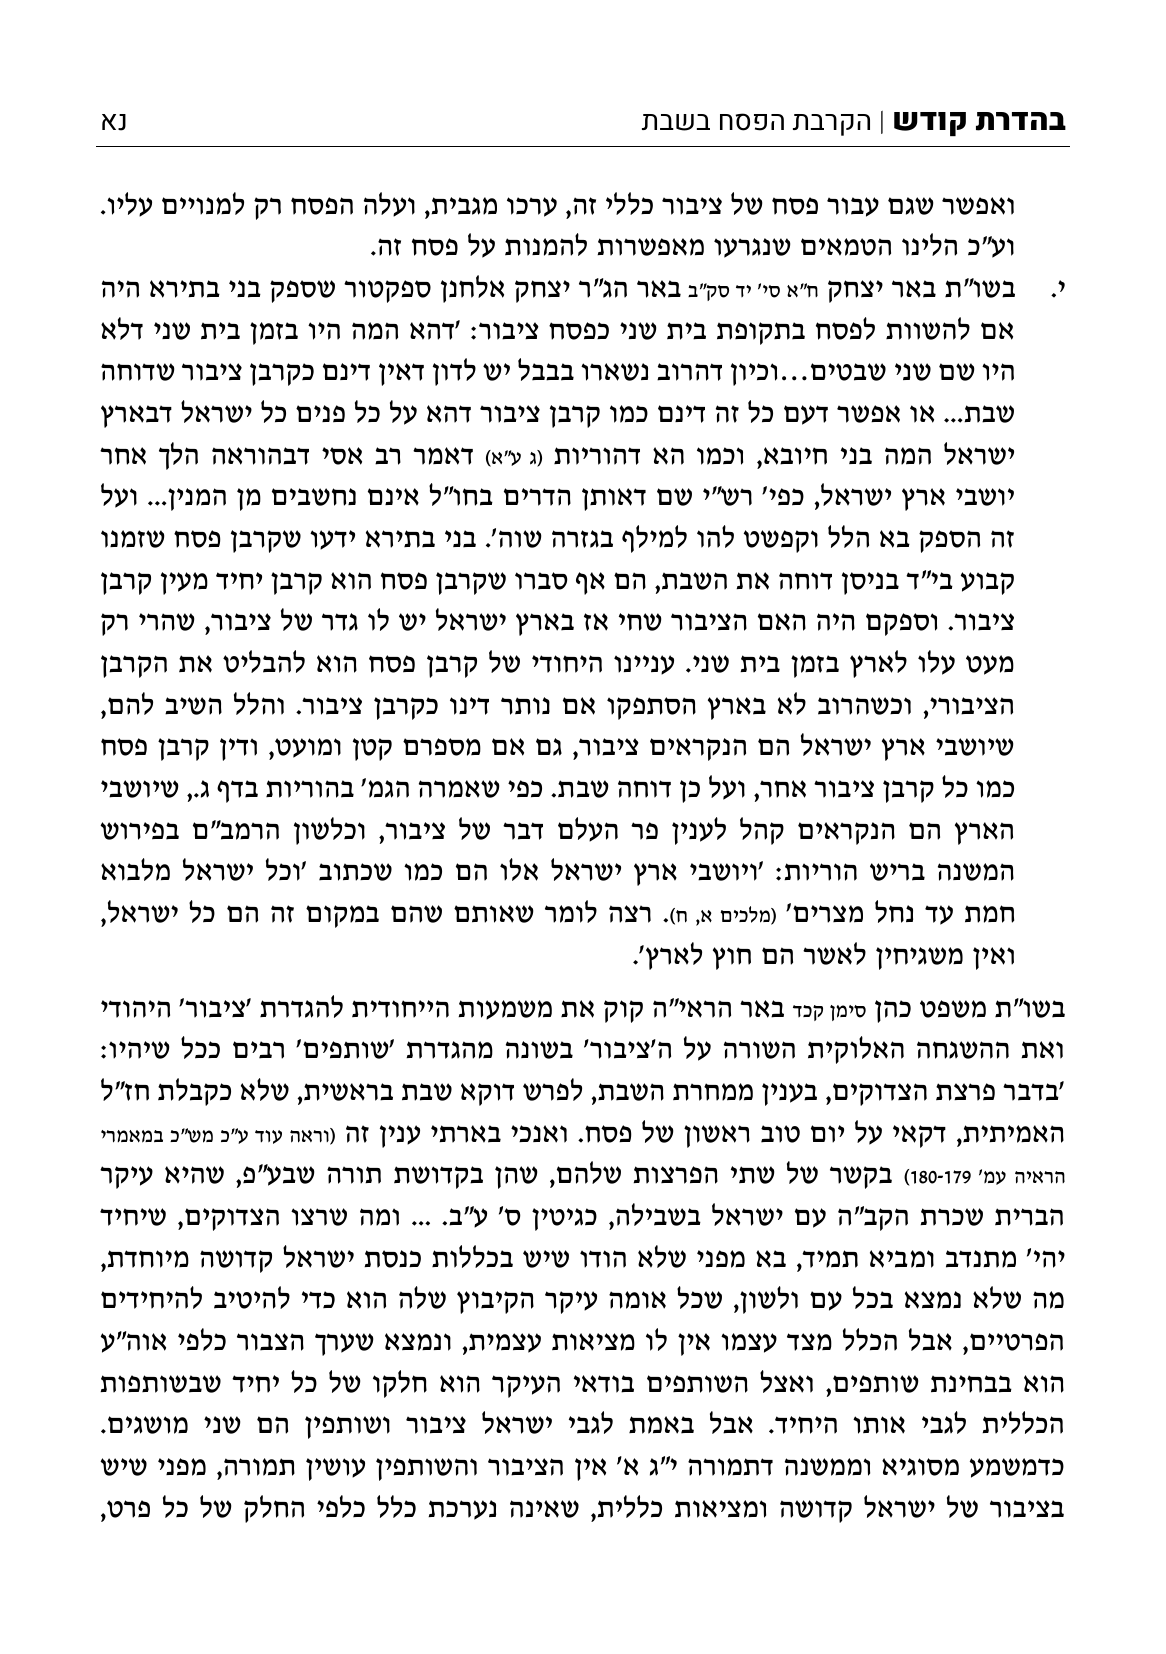 בהדרת קודש | הקרבת הפסח בשבת נא
ואפשר שגם עבור פסח של ציבור כללי זה, ערכו מגבית, ועלה הפסח רק למנויים עליו.
וע"כ הלינו הטמאים שנגרעו מאפשרות להמנות על פסח זה.
י. בשו"ת באר יצחק ח"א סי' יד סק"ב באר הג"ר יצחק אלחנן ספקטור שספק בני בתירא היה
אם להשוות לפסח בתקופת בית שני כפסח ציבור: 'דהא המה היו בזמן בית שני דלא
היו שם שני שבטים...וכיון דהרוב נשארו בבבל יש לדון דאין דינם כקרבן ציבור שדוחה
שבת... או אפשר דעם כל זה דינם כמו קרבן ציבור דהא על כל פנים כל ישראל דבארץ
ישראל המה בני חיובא, וכמו הא דהוריות (ג ע"א) דאמר רב אסי דבהוראה הלך אחר
יושבי ארץ ישראל, כפי' רש"י שם דאותן הדרים בחו"ל אינם נחשבים מן המנין... ועל
זה הספק בא הלל וקפשט להו למילף בגזרה שוה'. בני בתירא ידעו שקרבן פסח שזמנו
קבוע בי"ד בניסן דוחה את השבת, הם אף סברו שקרבן פסח הוא קרבן יחיד מעין קרבן
ציבור. וספקם היה האם הציבור שחי אז בארץ ישראל יש לו גדר של ציבור, שהרי רק
מעט עלו לארץ בזמן בית שני. עניינו היחודי של קרבן פסח הוא להבליט את הקרבן
הציבורי, וכשהרוב לא בארץ הסתפקו אם נותר דינו כקרבן ציבור. והלל השיב להם,
שיושבי ארץ ישראל הם הנקראים ציבור, גם אם מספרם קטן ומועט, ודין קרבן פסח
כמו כל קרבן ציבור אחר, ועל כן דוחה שבת. כפי שאמרה הגמ' בהוריות בדף ג., שיושבי
הארץ הם הנקראים קהל לענין פר העלם דבר של ציבור, וכלשון הרמב"ם בפירוש
המשנה בריש הוריות: 'ויושבי ארץ ישראל אלו הם כמו שכתוב 'וכל ישראל מלבוא
חמת עד נחל מצרים' (מלכים א, ח). רצה לומר שאותם שהם במקום זה הם כל ישראל,
ואין משגיחין לאשר הם חוץ לארץ'.
בשו"ת משפט כהן סימן קכד באר הראי"ה קוק את משמעות הייחודית להגדרת 'ציבור' היהודי
ואת ההשגחה האלוקית השורה על ה'ציבור' בשונה מהגדרת 'שותפים' רבים ככל שיהיו:
'בדבר פרצת הצדוקים, בענין ממחרת השבת, לפרש דוקא שבת בראשית, שלא כקבלת חז"ל
האמיתית, דקאי על יום טוב ראשון של פסח. ואנכי בארתי ענין זה (וראה עוד ע"כ מש"כ במאמרי
הראיה עמ' 180-179) בקשר של שתי הפרצות שלהם, שהן בקדושת תורה שבע"פ, שהיא עיקר
הברית שכרת הקב"ה עם ישראל בשבילה, כגיטין ס' ע"ב. ... ומה שרצו הצדוקים, שיחיד
יהי' מתנדב ומביא תמיד, בא מפני שלא הודו שיש בכללות כנסת ישראל קדושה מיוחדת,
מה שלא נמצא בכל עם ולשון, שכל אומה עיקר הקיבוץ שלה הוא כדי להיטיב להיחידים
הפרטיים, אבל הכלל מצד עצמו אין לו מציאות עצמית, ונמצא שערך הצבור כלפי אוה"ע
הוא בבחינת שותפים, ואצל השותפים בודאי העיקר הוא חלקו של כל יחיד שבשותפות
הכללית לגבי אותו היחיד. אבל באמת לגבי ישראל ציבור ושותפין הם שני מושגים.
כדמשמע מסוגיא וממשנה דתמורה י"ג א' אין הציבור והשותפין עושין תמורה, מפני שיש
בציבור של ישראל קדושה ומציאות כללית, שאינה נערכת כלל כלפי החלק של כל פרט,